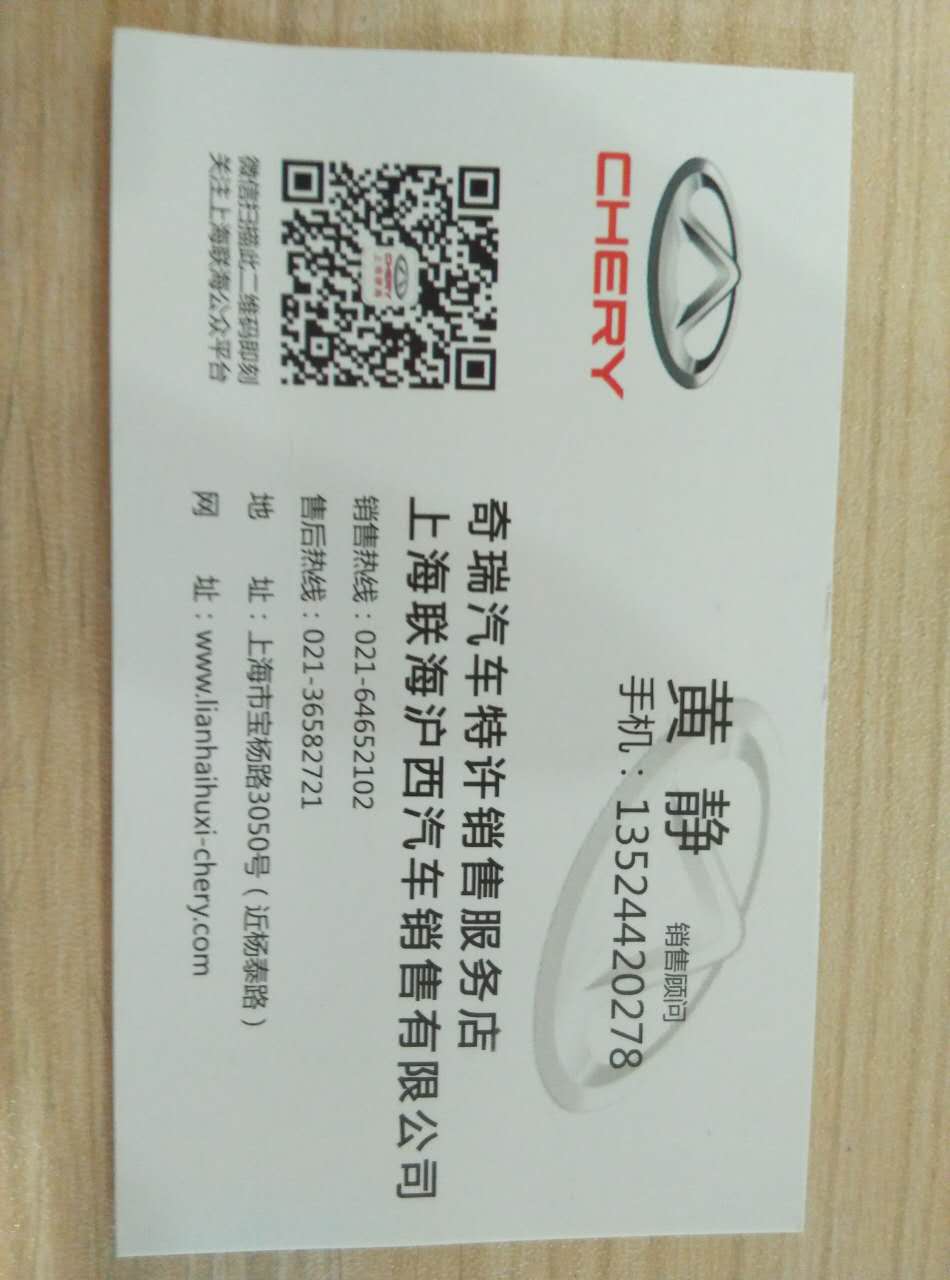 CHERY
黄 静 销售顾问
手机：13524420278
奇瑞汽车特许销售服务店
上海联海沪西汽车销售有限公司
销售热线：021-64652102
售后热线：021-36582721
地 址：上海市宝杨路3050号（近杨泰路）
网 址：www.lianhaihuxi-chery.com
CHERY
微信扫描此二维码即刻
关注上海联海公众平台